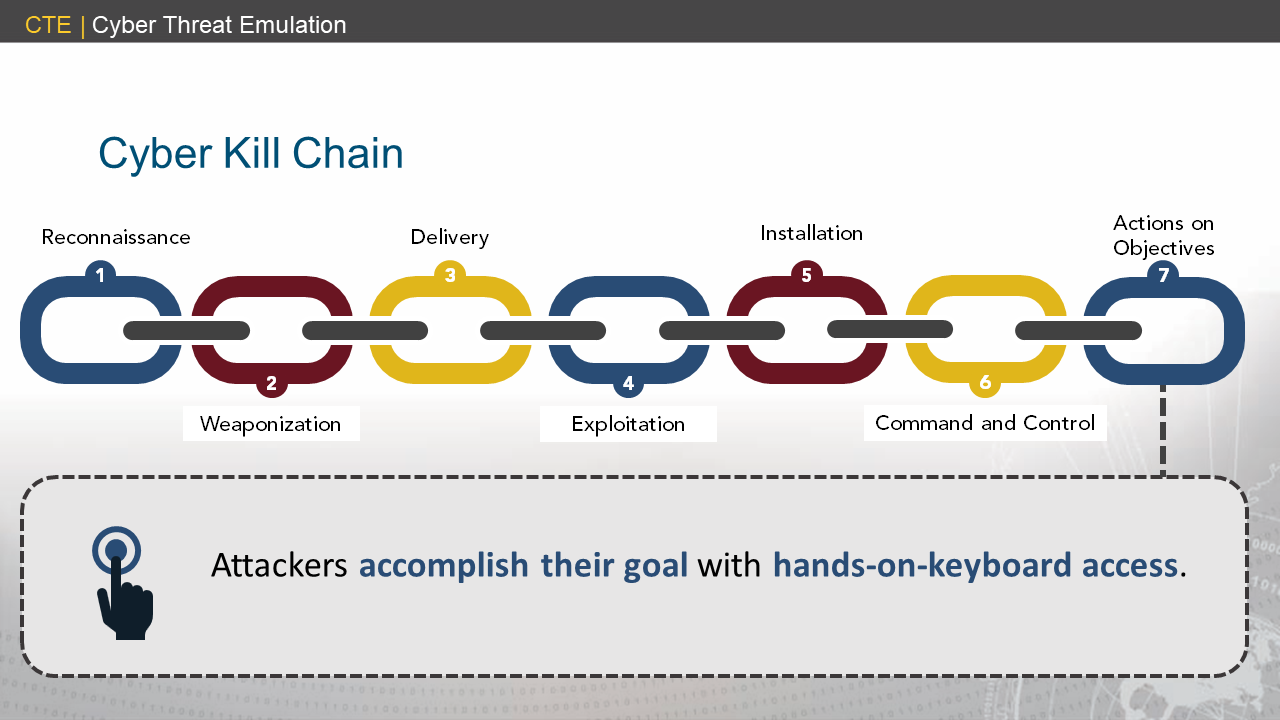 CTE | Cyber Threat Emulation
Cyber Kill Chain
Reconnaissance
Delivery
Installation
Actions on
Objectives
1
3
5
7
2
4
6
Weaponization
Exploitation
Command and Control
Attackers accomplish their goal with hands-on-keyboard access.